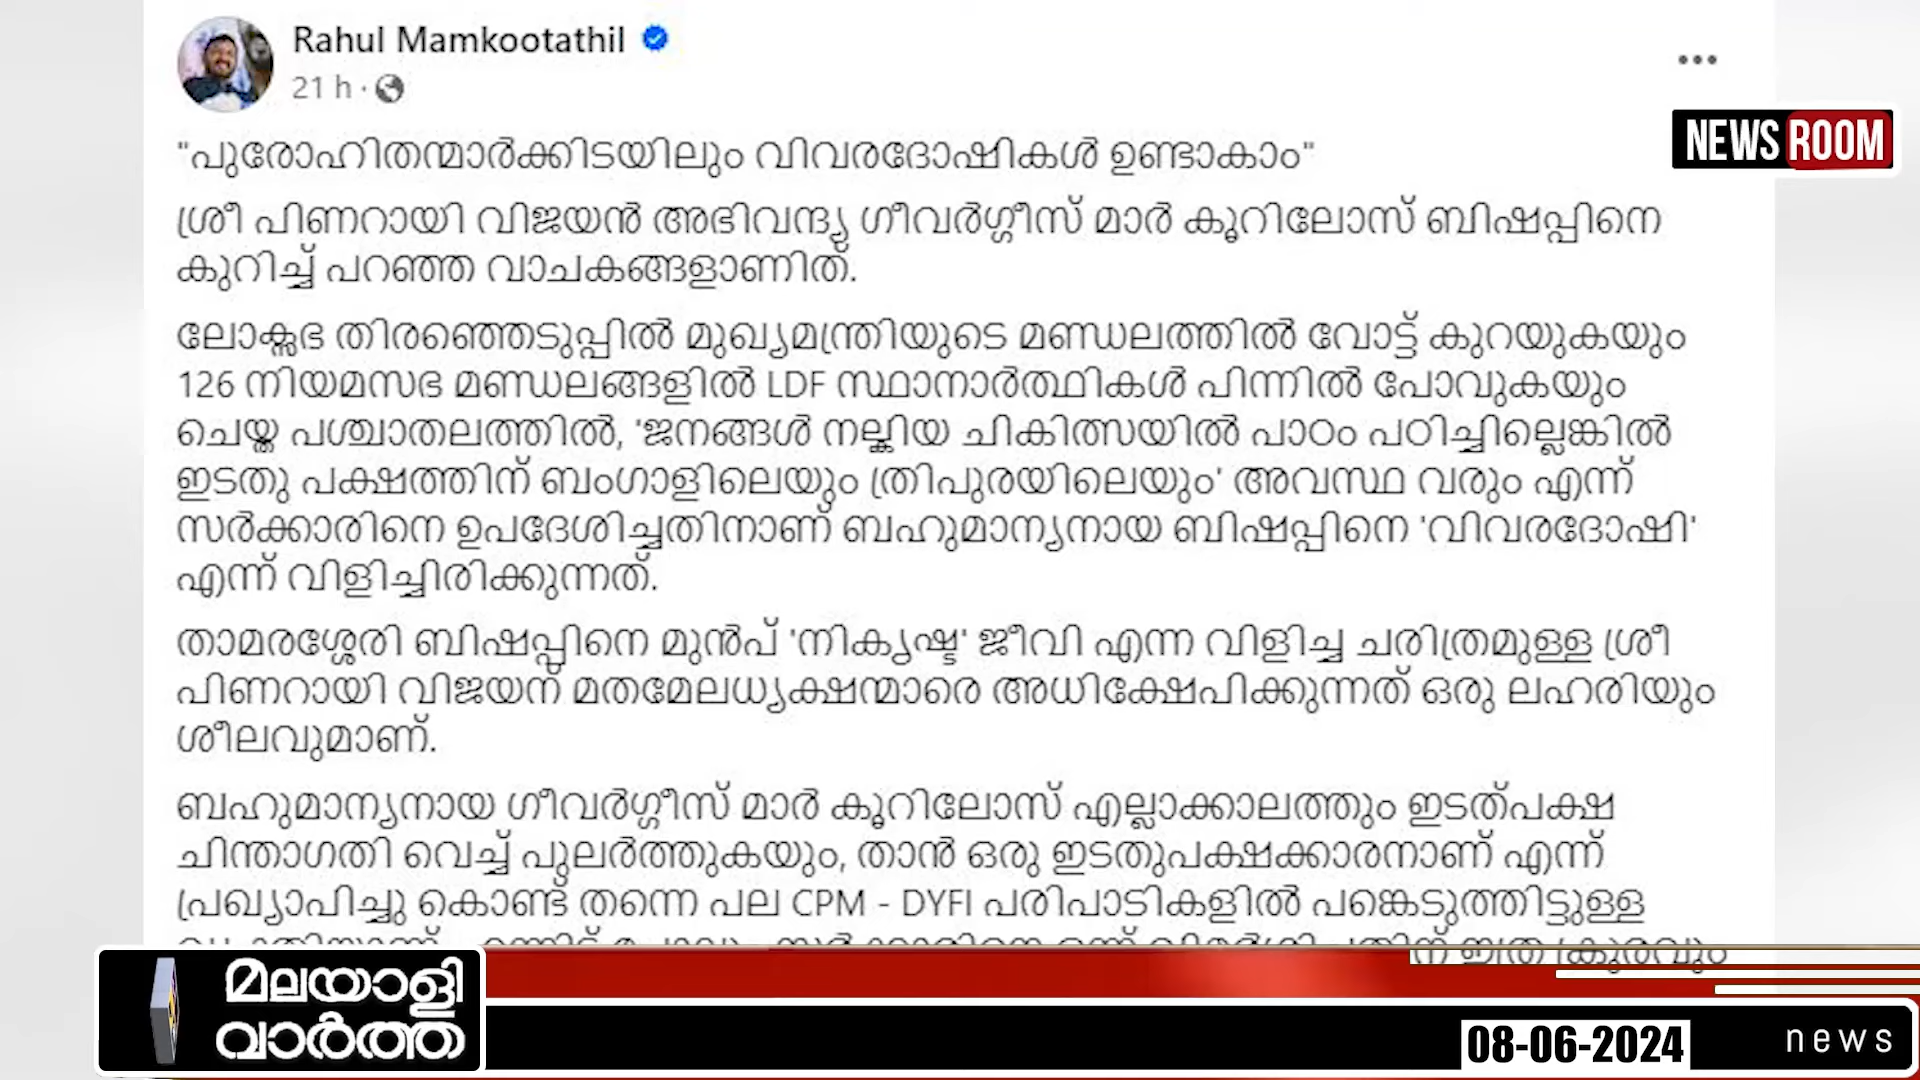 Rahul Mamkootathil
21 h ·
NEWS ROOM
"പുരോഹിതന്മാർക്കിടയിലും വിവരദോഷികൾ ഉണ്ടാകാം"
ശ്രീ പിണറായി വിജയൻ അഭിവന്ദ്യ ഗീവർഗ്ഗീസ് മാർ കൂറിലോസ് ബിഷപ്പിനെ
കുറിച്ച് പറഞ്ഞ വാചകങ്ങളാണിത്.
ലോക്സഭ തിരഞ്ഞെടുപ്പിൽ മുഖ്യമന്ത്രിയുടെ മണ്ഡലത്തിൽ വോട്ട് കുറയുകയും
126 നിയമസഭ മണ്ഡലങ്ങളിൽ LDF സ്ഥാനാർത്ഥികൾ പിന്നിൽ പോവുകയും
ചെയ്ത പശ്ചാതലത്തിൽ, 'ജനങ്ങൾ നല്കിയ ചികിത്സയിൽ പാഠം പഠിച്ചില്ലെങ്കിൽ
ഇടതു പക്ഷത്തിന് ബംഗാളിലെയും ത്രിപുരയിലെയും' അവസ്ഥ വരും എന്ന്
സർക്കാരിനെ ഉപദേശിച്ചതിനാണ് ബഹുമാന്യനായ ബിഷപ്പിനെ 'വിവരദോഷി'
എന്ന് വിളിച്ചിരിക്കുന്നത്.
താമരശ്ശേരി ബിഷപ്പിനെ മുൻപ് 'നികൃഷ്ട' ജീവി എന്ന വിളിച്ച ചരിത്രമുള്ള ശ്രീ
പിണറായി വിജയന് മതമേലധ്യക്ഷന്മാരെ അധിക്ഷേപിക്കുന്നത് ഒരു ലഹരിയും
ശീലവുമാണ്.
ബഹുമാന്യനായ ഗീവർഗ്ഗീസ് മാർ കൂറിലോസ് എല്ലാക്കാലത്തും ഇടത്പക്ഷ
ചിന്താഗതി വെച്ച് പുലർത്തുകയും, താൻ ഒരു ഇടതുപക്ഷക്കാരനാണ് എന്ന്
പ്രഖ്യാപിച്ചു കൊണ്ട് തന്നെ പല CPM - DYFI പരിപാടികളിൽ പങ്കെടുത്തിട്ടുള്ള
മലയാളി
വാർത്ത
08-06-2024
news